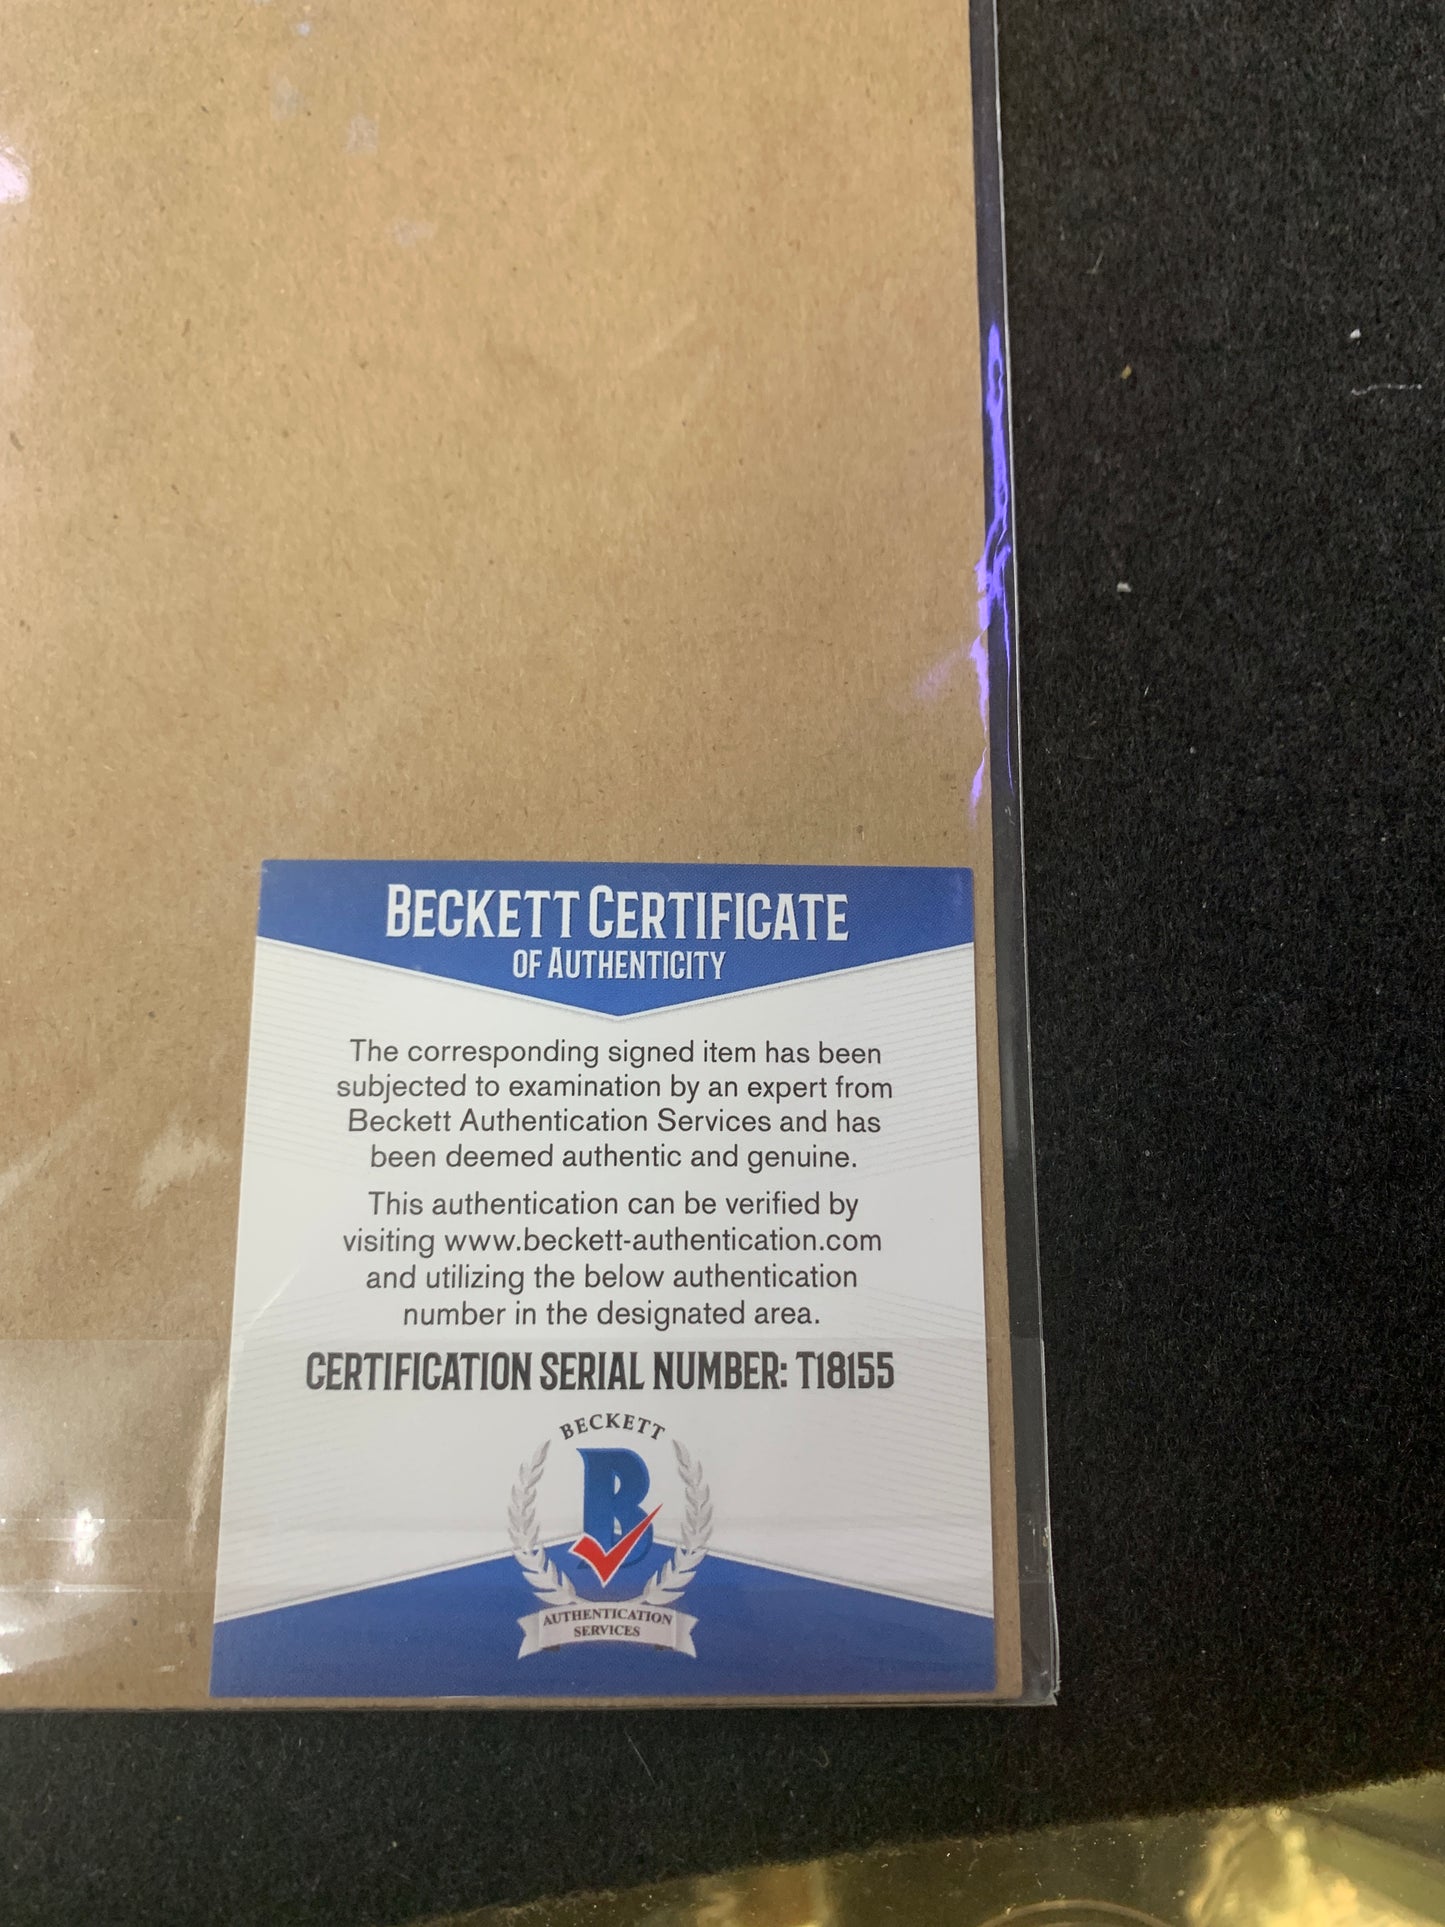 BECKETT CERTIFICATE
OF AUTHENTICITY
The corresponding signed item has been
subjected to examination by an expert from
Beckett Authentication Services and has
been deemed authentic and genuine.
This authentication can be verified by
visiting www.beckett-authentication.com
and utilizing the below authentication
number in the designated area.
CERTIFICATION SERIAL NUMBER: T18155
BECKETT
B
AUTHENTICATION
SERVICES